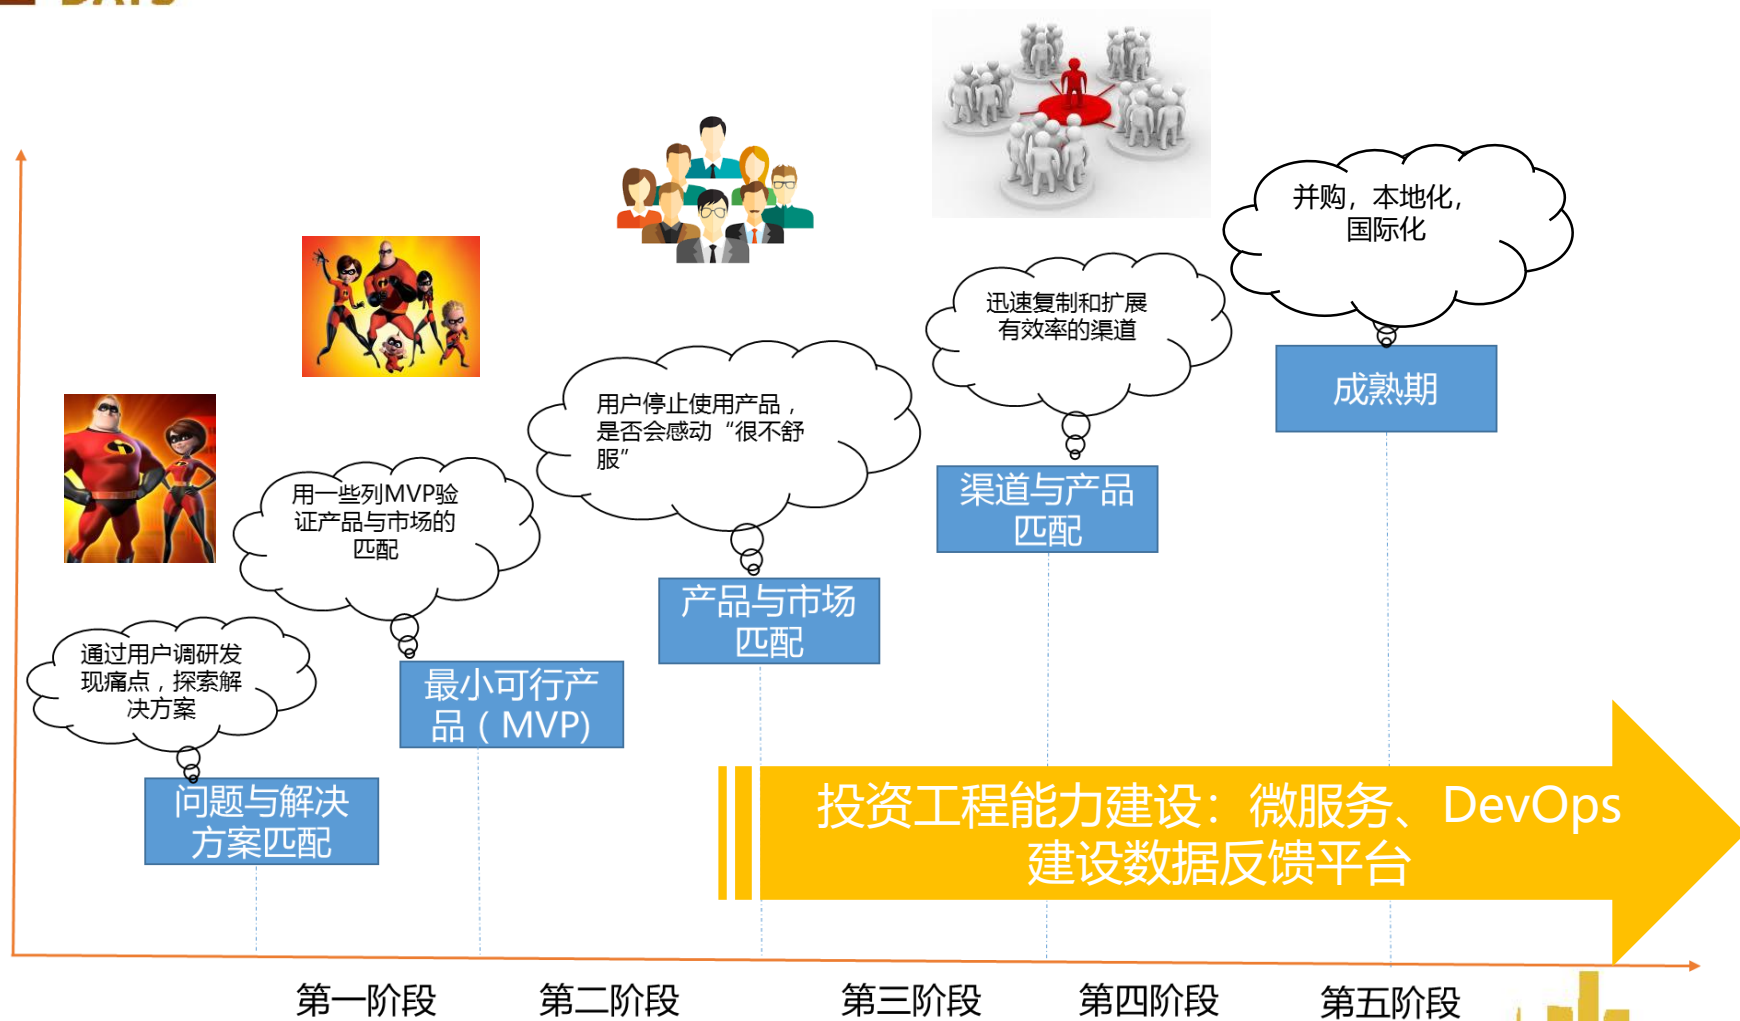 DAYS
并购，本地化，
国际化
迅速复制和扩展
有效率的渠道
成熟期
用户停止使用产品，
是否会感动“很不舒
服”
渠道与产品
匹配
用一些列MVP验
证产品与市场的
匹配
产品与市场
匹配
通过用户调研发
现痛点，探索解
决方案
最小可行产
品（MVP)
问题与解决
方案匹配
投资工程能力建设：微服务、DevOps
建设数据反馈平台
第一阶段
第二阶段
第三阶段
第四阶段
第五阶段